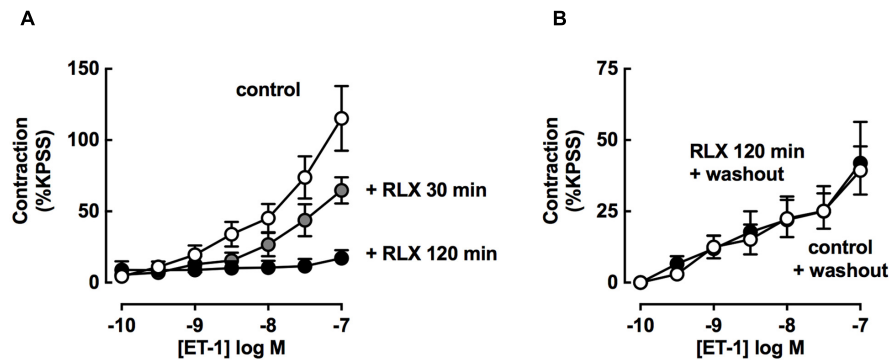 A
150
100
50
0
Contraction
(%KPSS)
control
+ RLX 30 min
+ RLX 120 min
-10
-9
-8
-7
[ET-1] log M
B
75
50
25
0
Contraction
(%KPSS)
RLX 120 min
+ washout
control
+ washout
-10
-9
-8
-7
[ET-1] log M